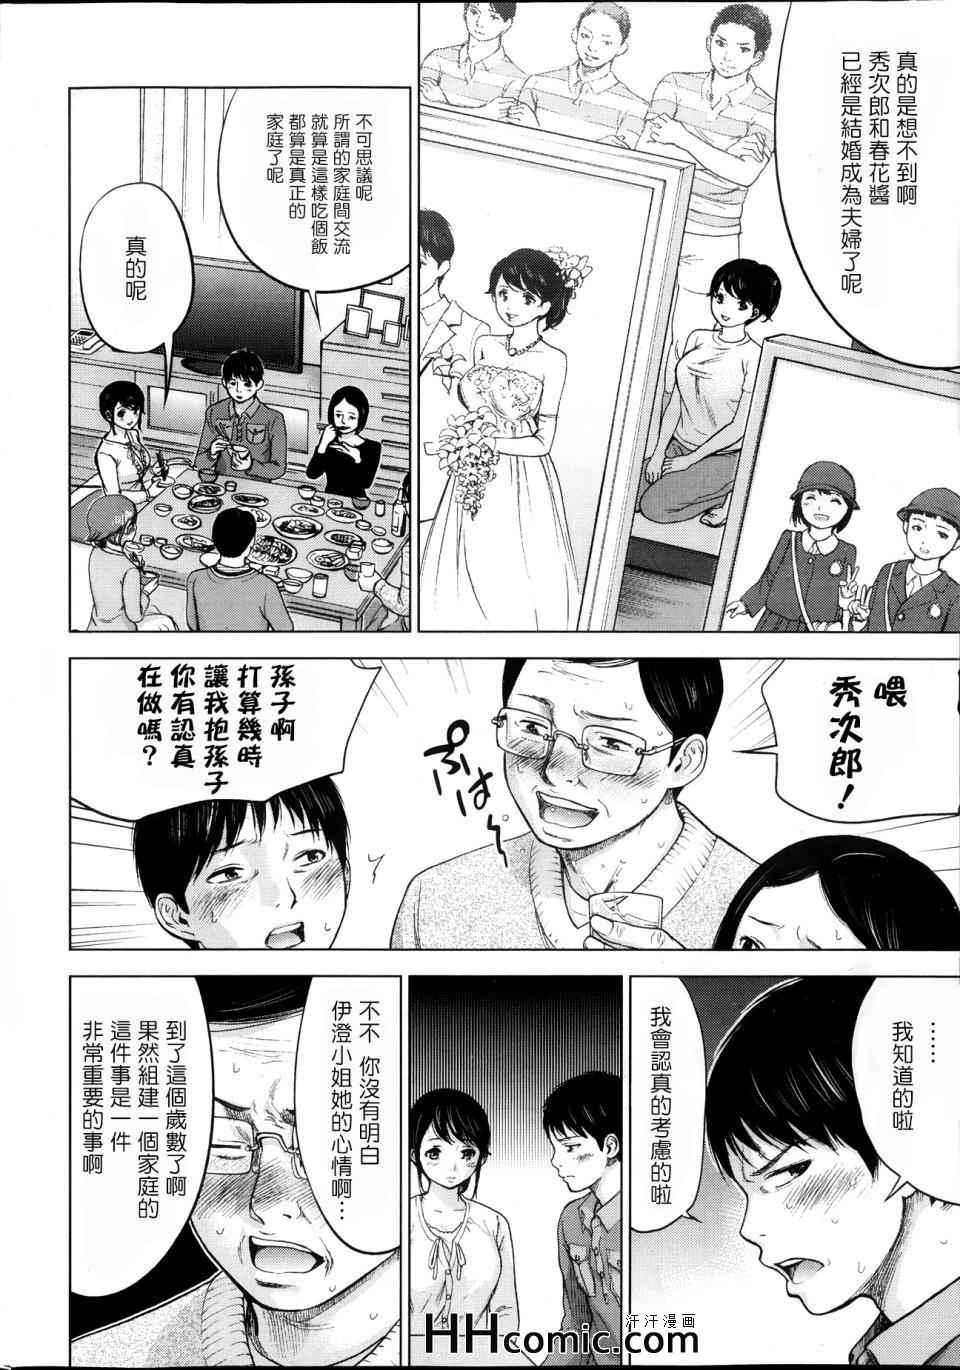 真的是想不到啊
秀次郎和春花醬
已經是結婚成為夫婦了呢
不可思議呢
所謂的家庭間交流
就算是這樣吃個飯
都算是真正的
家庭了呢
真的呢
喂
秀次郎！
ぷは～
孫子啊
打算幾時
讓我抱孫子
你有認真
在做嗎？
……
我知道的啦
我會認真的考慮的啦
不不 你沒有明白
伊澄小姐她的心情啊…
到了這個歲數了啊
果然組建一個家庭的
這件事是一件
非常重要的事啊
汗汗漫画
HHcomic.com